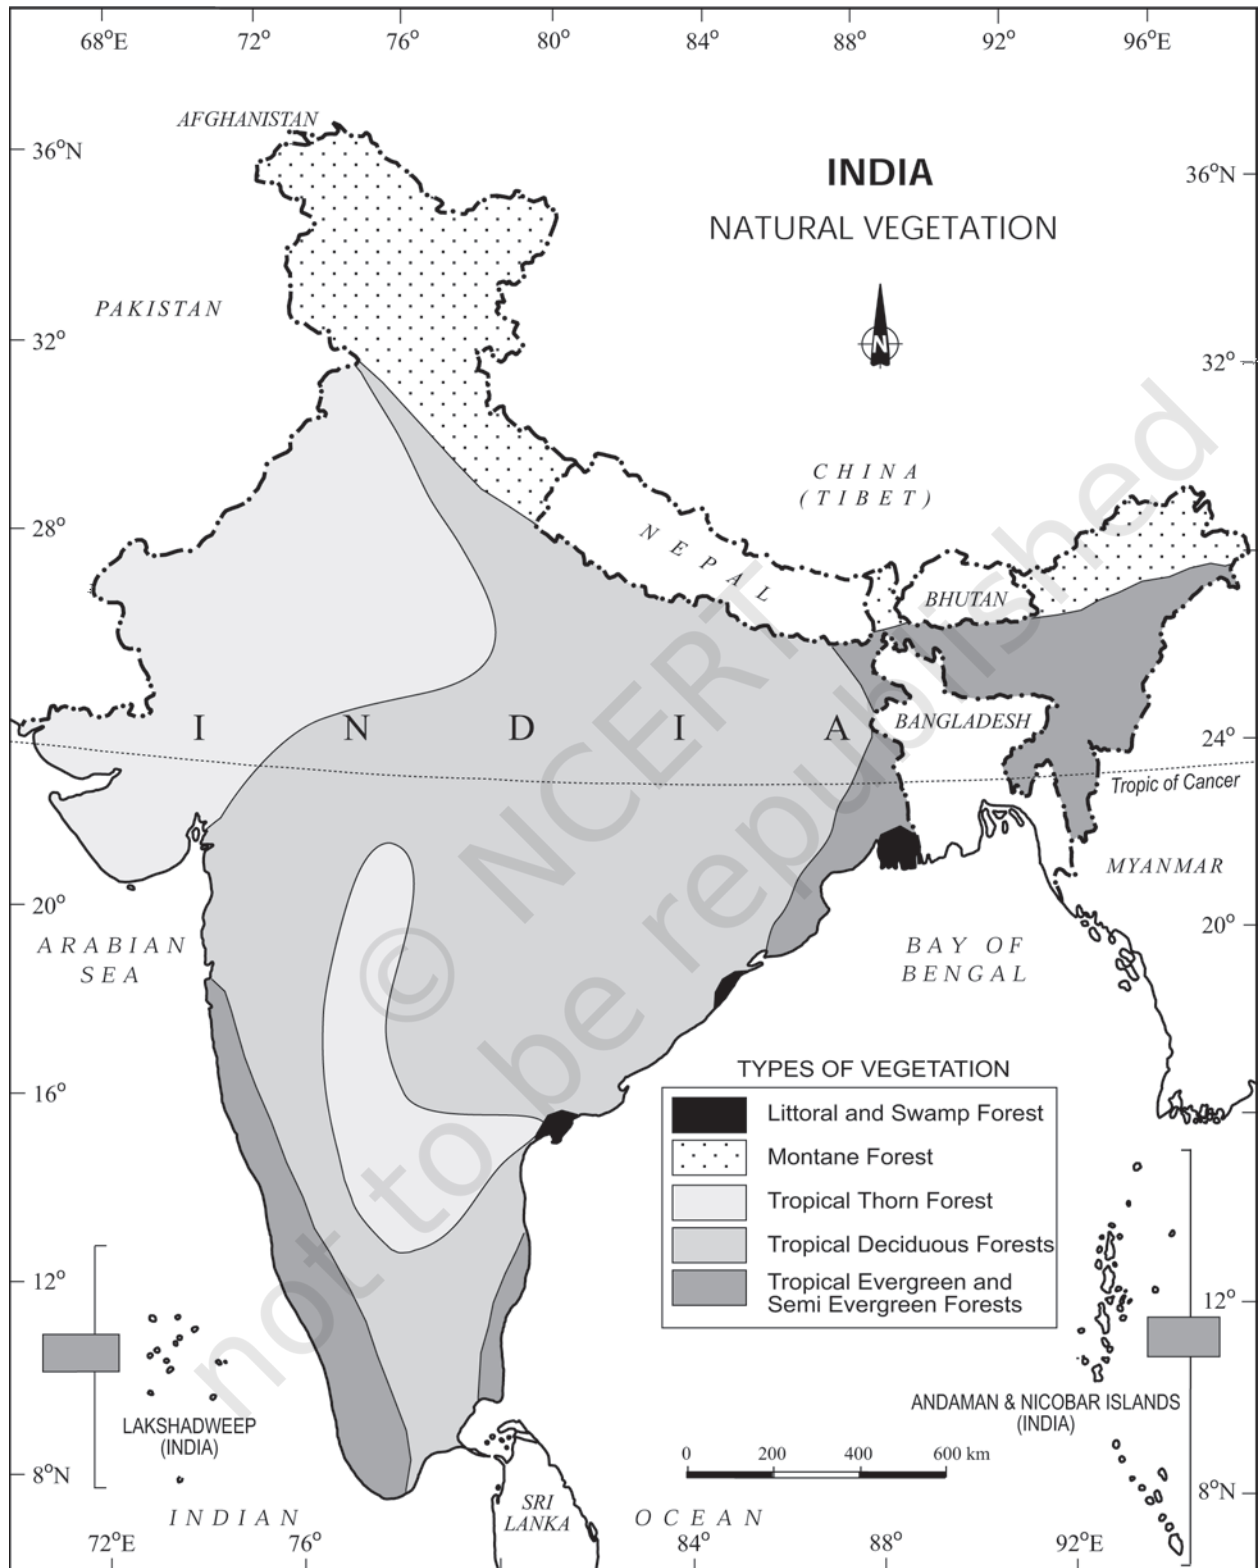 68°E 72° 76° 80° 84° 88° 92° 96°E
AFGHANISTAN
36°N
INDIA
36°N
NATURAL VEGETATION
PAKISTAN
N
32°
32°
CHINA
(TIBET)
28°
NEPAL
BHUTAN
INDIA
BANGLADESH
24°
Tropic of Cancer
MYANMAR
20°
20°
ARABIAN
SEA
BAY OF
BENGAL
© NCERT
not to be republished
TYPES OF VEGETATION
16°
Littoral and Swamp Forest
Montane Forest
Tropical Thorn Forest
Tropical Deciduous Forests
Tropical Evergreen and
Semi Evergreen Forests
12°
12°
LAKSHADWEEP
(INDIA)
ANDAMAN & NICOBAR ISLANDS
(INDIA)
0 200 400 600 km
8°N
8°N
INDIAN
SRI
LANKA
OCEAN
72°E 76° 84° 88° 92°E